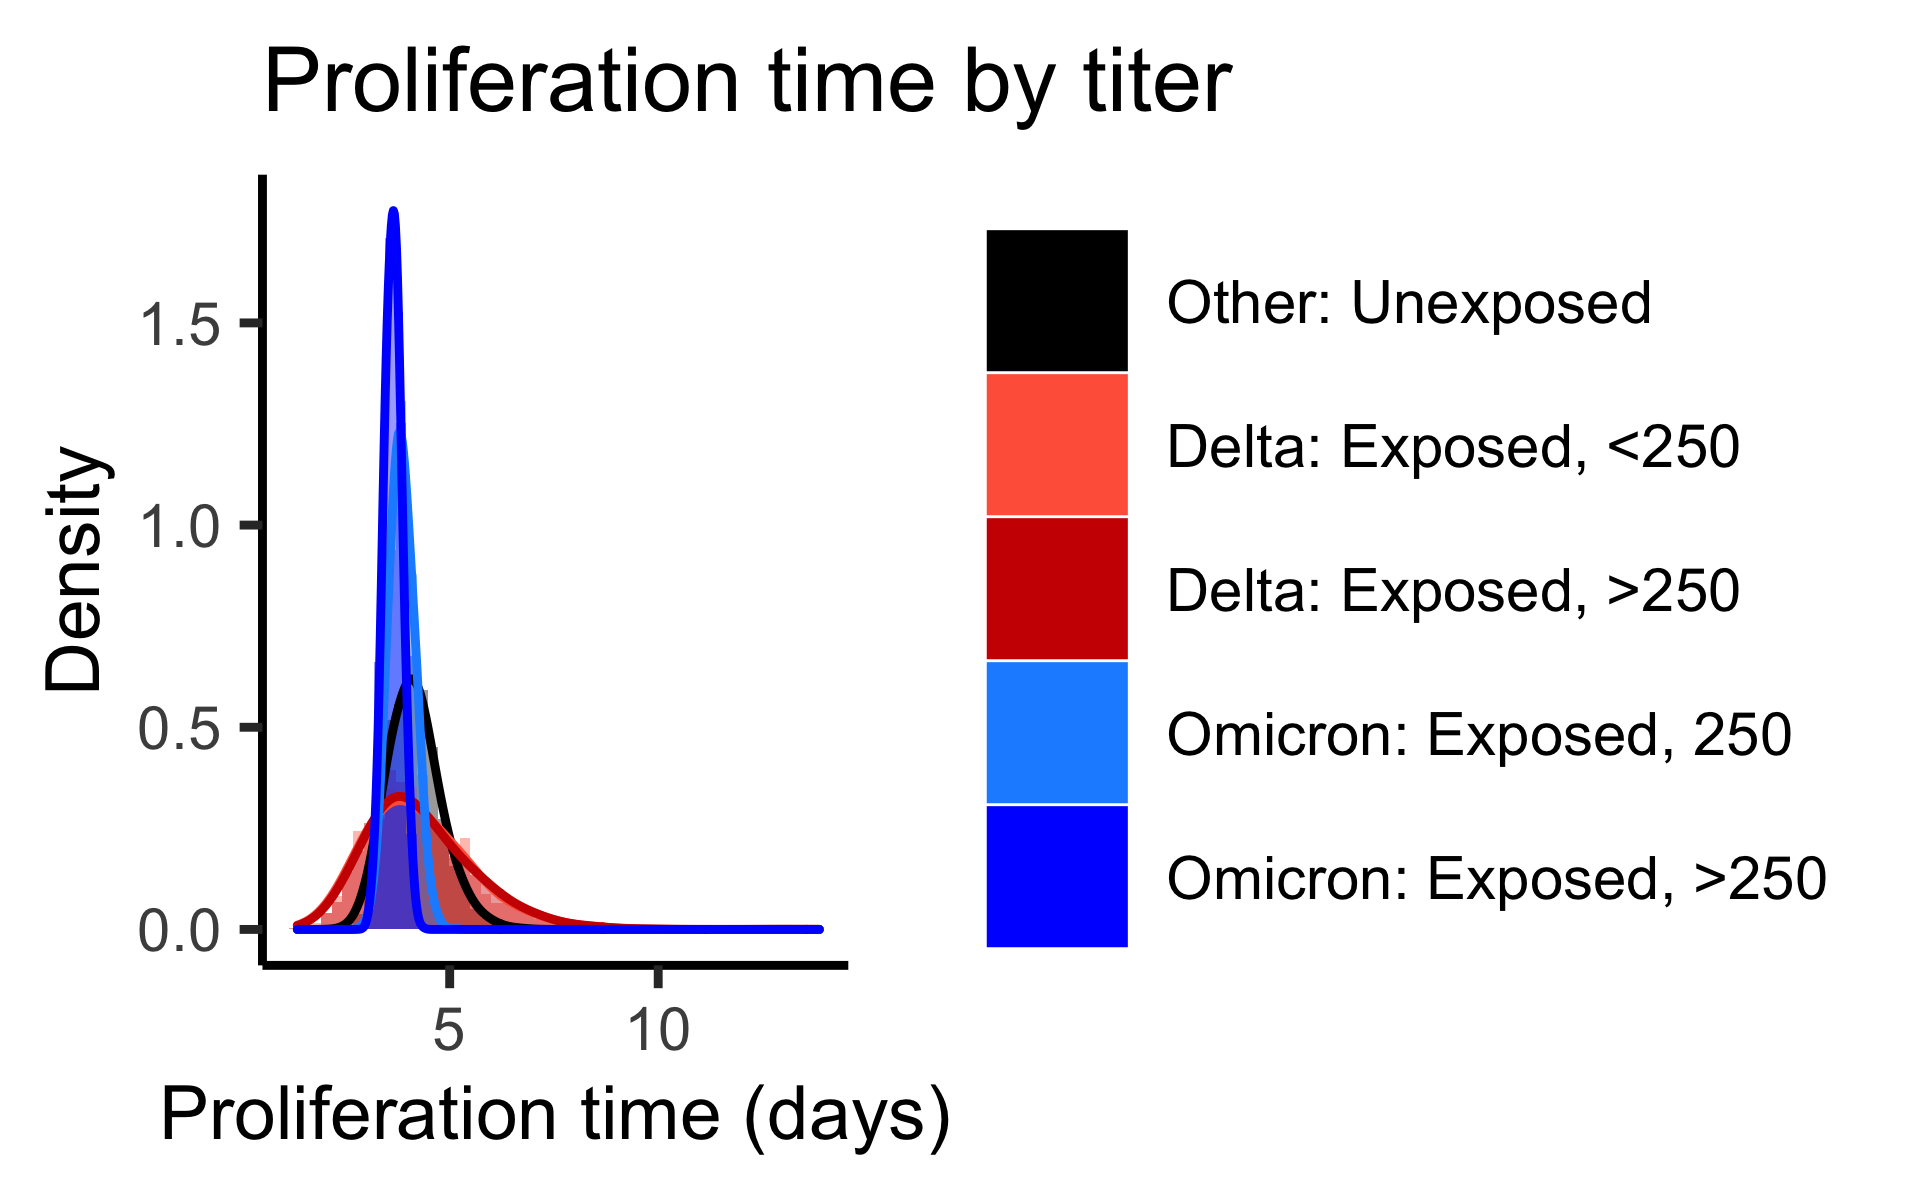 Proliferation time by titer
Density
1.5
1.0
0.5
0.0
5
10
Proliferation time (days)
Other: Unexposed
Delta: Exposed, <250
Delta: Exposed, >250
Omicron: Exposed, 250
Omicron: Exposed, >250